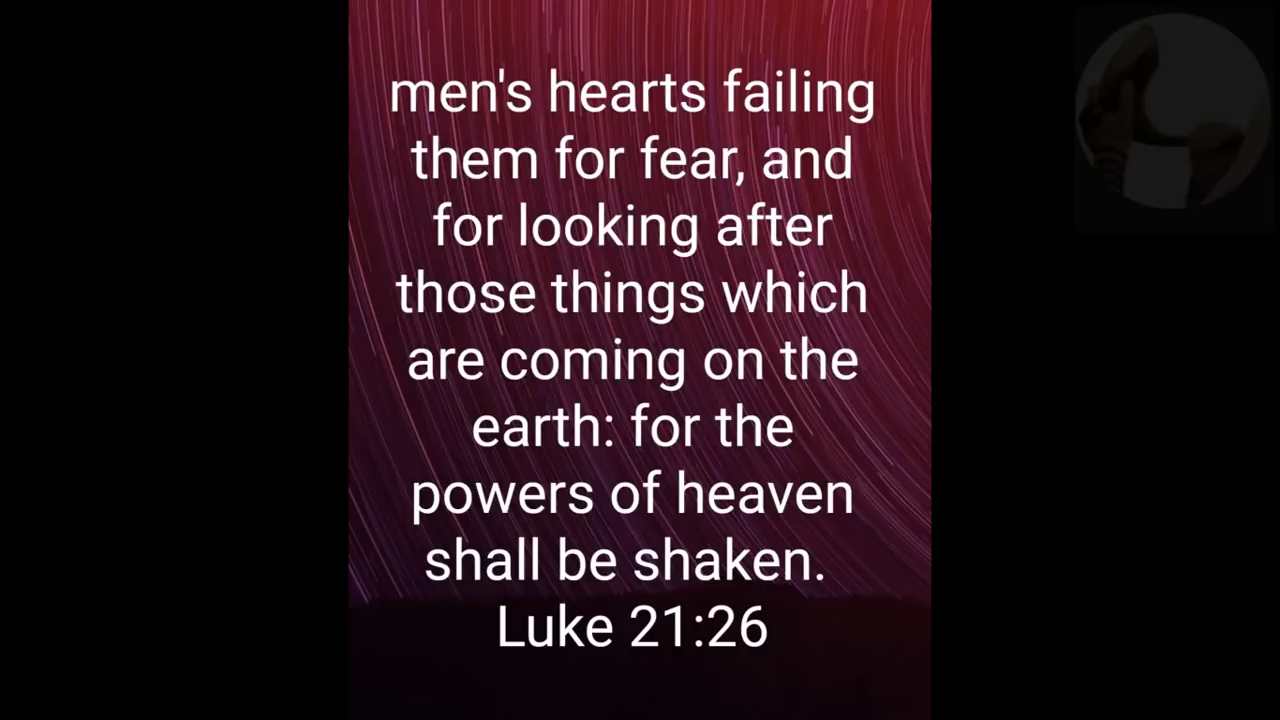 men's hearts failing
them for fear, and
for looking after
those things which
are coming on the
earth: for the
powers of heaven
shall be shaken.
Luke 21:26